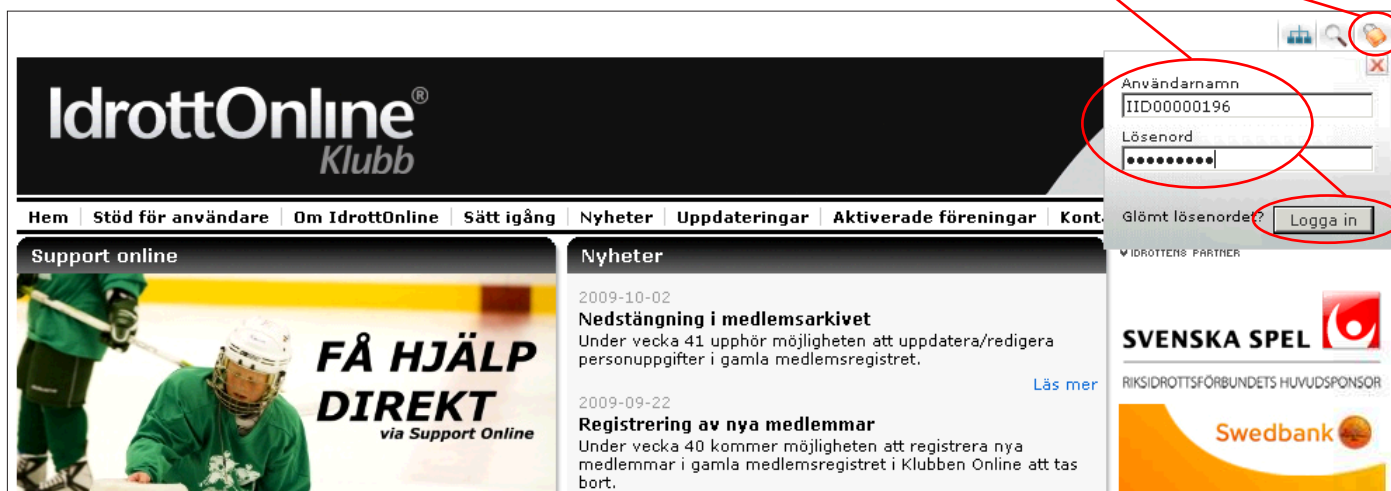 Användarnamn
IID00000196
Lösenord
•••••••••
Glömt lösenordet?
Logga in
IdrottOnline®
Klubb
Hem
Stöd för användare
Om IdrottOnline
Sätt igång
Nyheter
Uppdateringar
Aktiverade föreningar
Support online
FÅ HJÄLP
DIREKT
via Support Online
Nyheter
2009-10-02
Nedstängning i medlemsarkivet
Under vecka 41 upphör möjligheten att uppdatera/redigera
personuppgifter i gamla medlemsregistret.
Läs mer
2009-09-22
Registrering av nya medlemmar
Under vecka 40 kommer möjligheten att registrera nya
medlemmar i gamla medlemsregistret i Klubben Online att tas
bort.
IDROTTENS PARTNER
SVENSKA SPEL
RIKSIDROTTSFÖRBUNDETS HUVUDSPONSOR
Swedbank